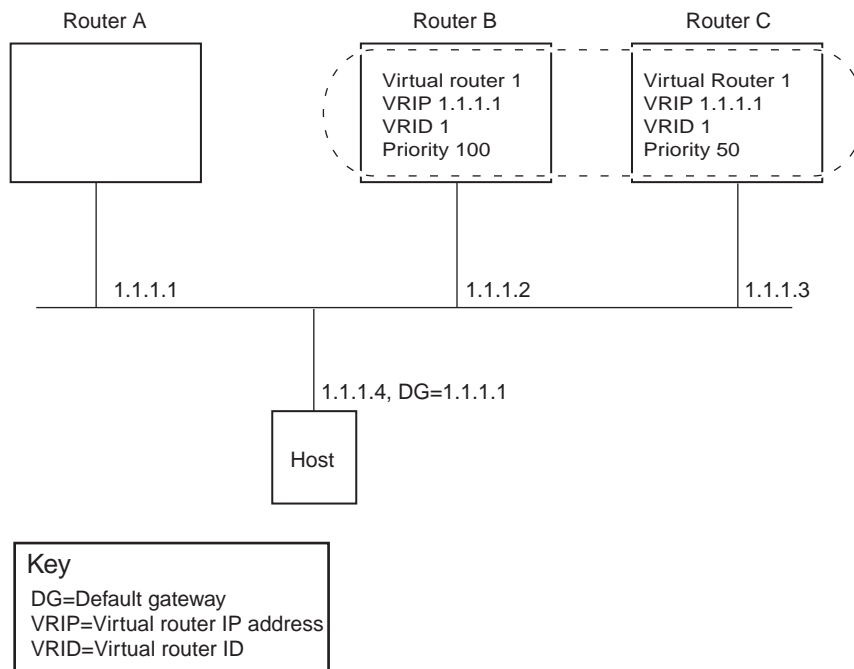 Router A
Router B
Router C
Virtual router 1
VRIP 1.1.1.1
VRID 1
Priority 100
Virtual Router 1
VRIP 1.1.1.1
VRID 1
Priority 50
1.1.1.1
1.1.1.2
1.1.1.3
1.1.1.4, DG=1.1.1.1
Host
Key
DG=Default gateway
VRIP=Virtual router IP address
VRID=Virtual router ID